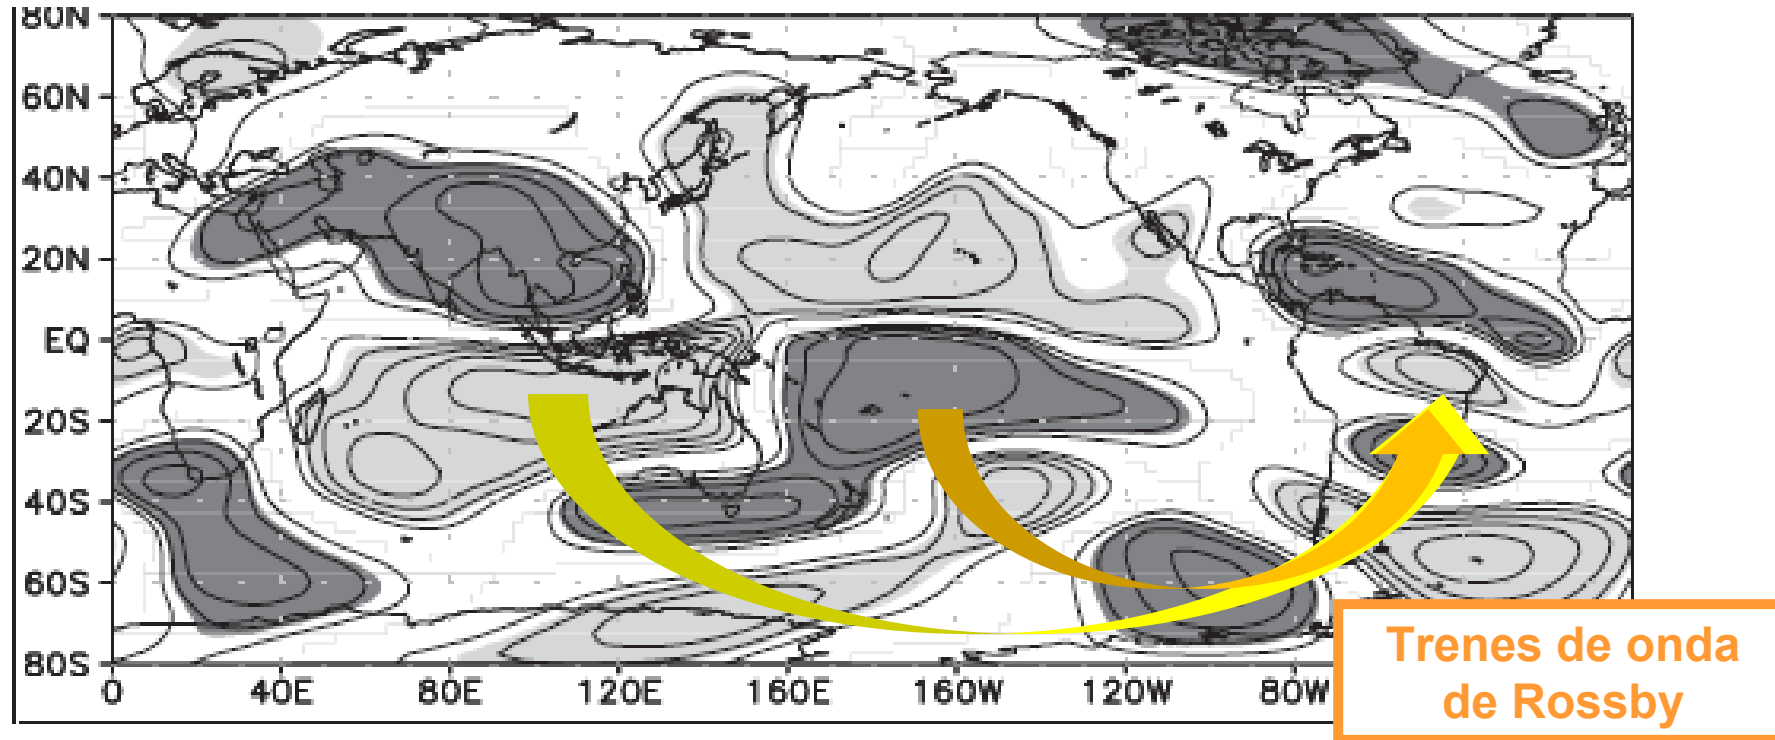 80N
60N
40N
20N
EQ
20S
40S
60S
80S
0 40E 80E 120E 160E 160W 120W 80W
Trenes de onda
de Rossby